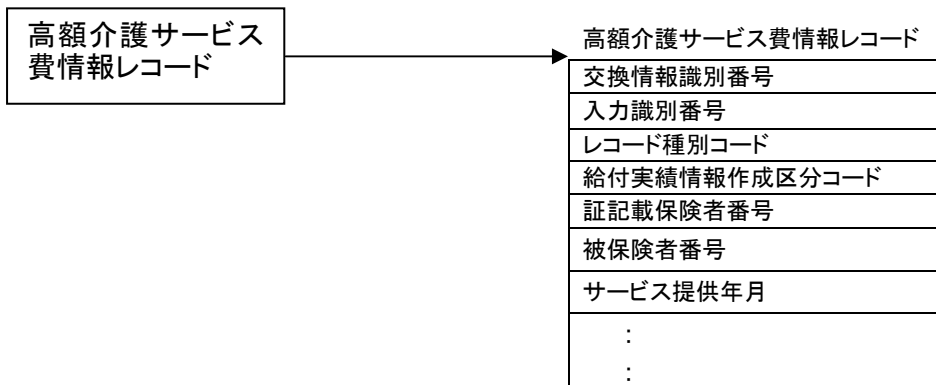 高額介護サービス
費情報レコード
高額介護サービス費情報レコード
交換情報識別番号
入力識別番号
レコード種別コード
給付実績情報作成区分コード
証記載保険者番号
被保険者番号
サービス提供年月
:
: